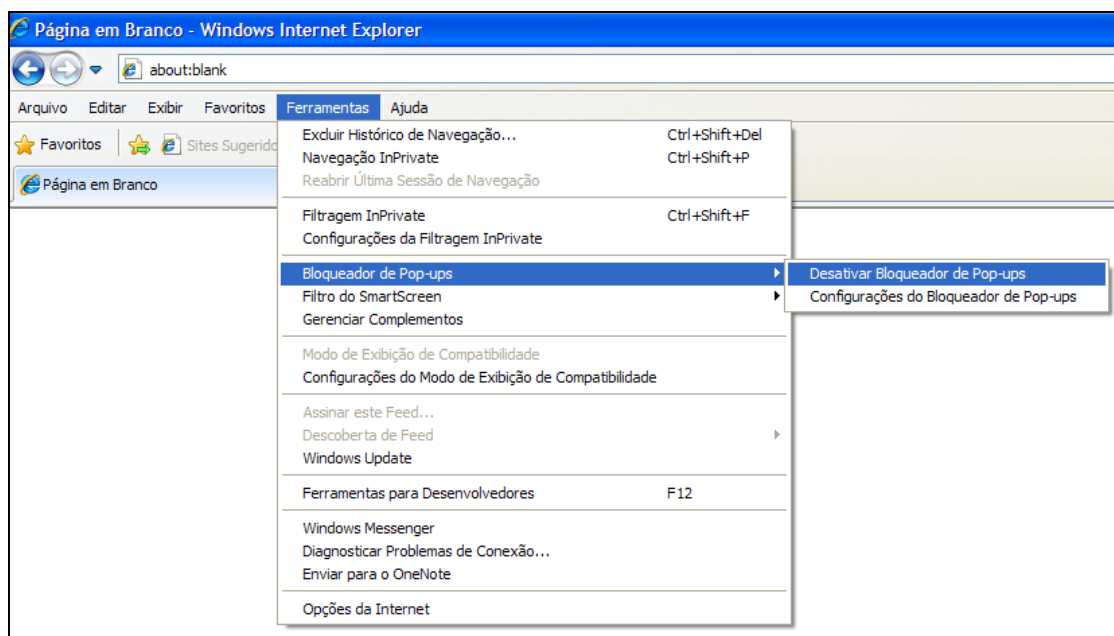 Página em Branco - Windows Internet Explorer
about:blank
Arquivo Editar Exibir Favoritos Ferramentas Ajuda
Favoritos Sites Sugerido
Página em Branco
Excluir Histórico de Navegação... Ctrl+Shift+Del
Navegação InPrivate Ctrl+Shift+P
Reabrir Última Sessão de Navegação
Filtragem InPrivate Ctrl+Shift+F
Configurações da Filtragem InPrivate
Bloqueador de Pop-ups Desativar Bloqueador de Pop-ups
Filtro do SmartScreen Configurações do Bloqueador de Pop-ups
Gerenciar Complementos
Modo de Exibição de Compatibilidade
Configurações do Modo de Exibição de Compatibilidade
Assinar este Feed...
Descoberta de Feed
Windows Update
Ferramentas para Desenvolvedores F12
Windows Messenger
Diagnosticar Problemas de Conexão...
Enviar para o OneNote
Opções da Internet